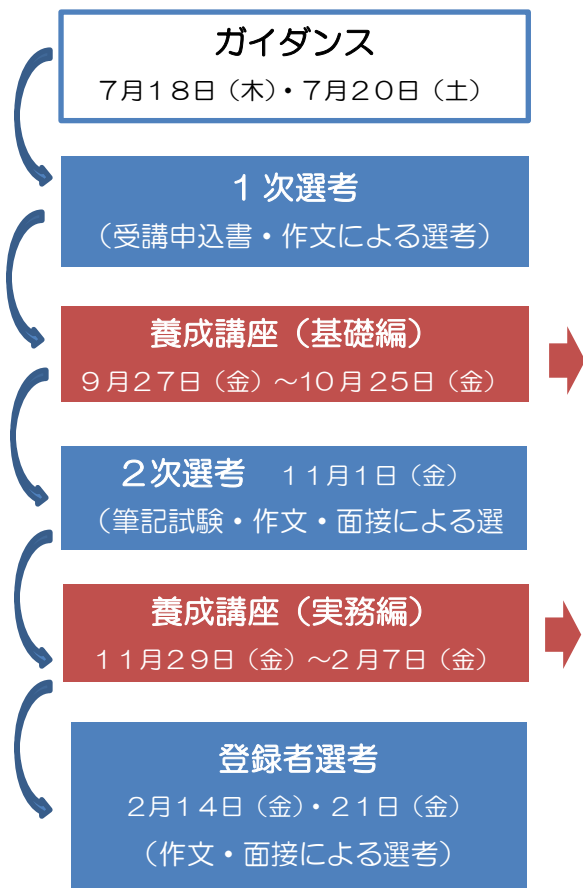 ガイダンス
7月18日（木）・7月20日（土）
1次選考
（受講申込書・作文による選考）
養成講座（基礎編）
9月27日（金）～10月25日（金）
2次選考　11月1日（金）
（筆記試験・作文・面接による選
養成講座（実務編）
11月29日（金）～2月7日（金）
登録者選考
2月14日（金）・21日（金）
（作文・面接による選考）